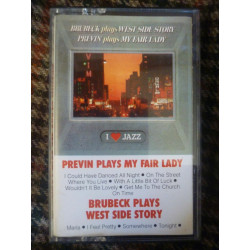 BRUBECK plays WEST SIDE STORY
PREVIN plays MY FAIR LADY
I ♥ JAZZ
PREVIN PLAYS MY FAIR LADY
I Could Have Danced All Night • On The Street
Where You Live • With A Little Bit Of Luck •
Wouldn't It Be Lovely • Get Me To The Church
On Time
BRUBECK PLAYS
WEST SIDE STORY
Maria • I Feel Pretty • Somewhere • Tonight •